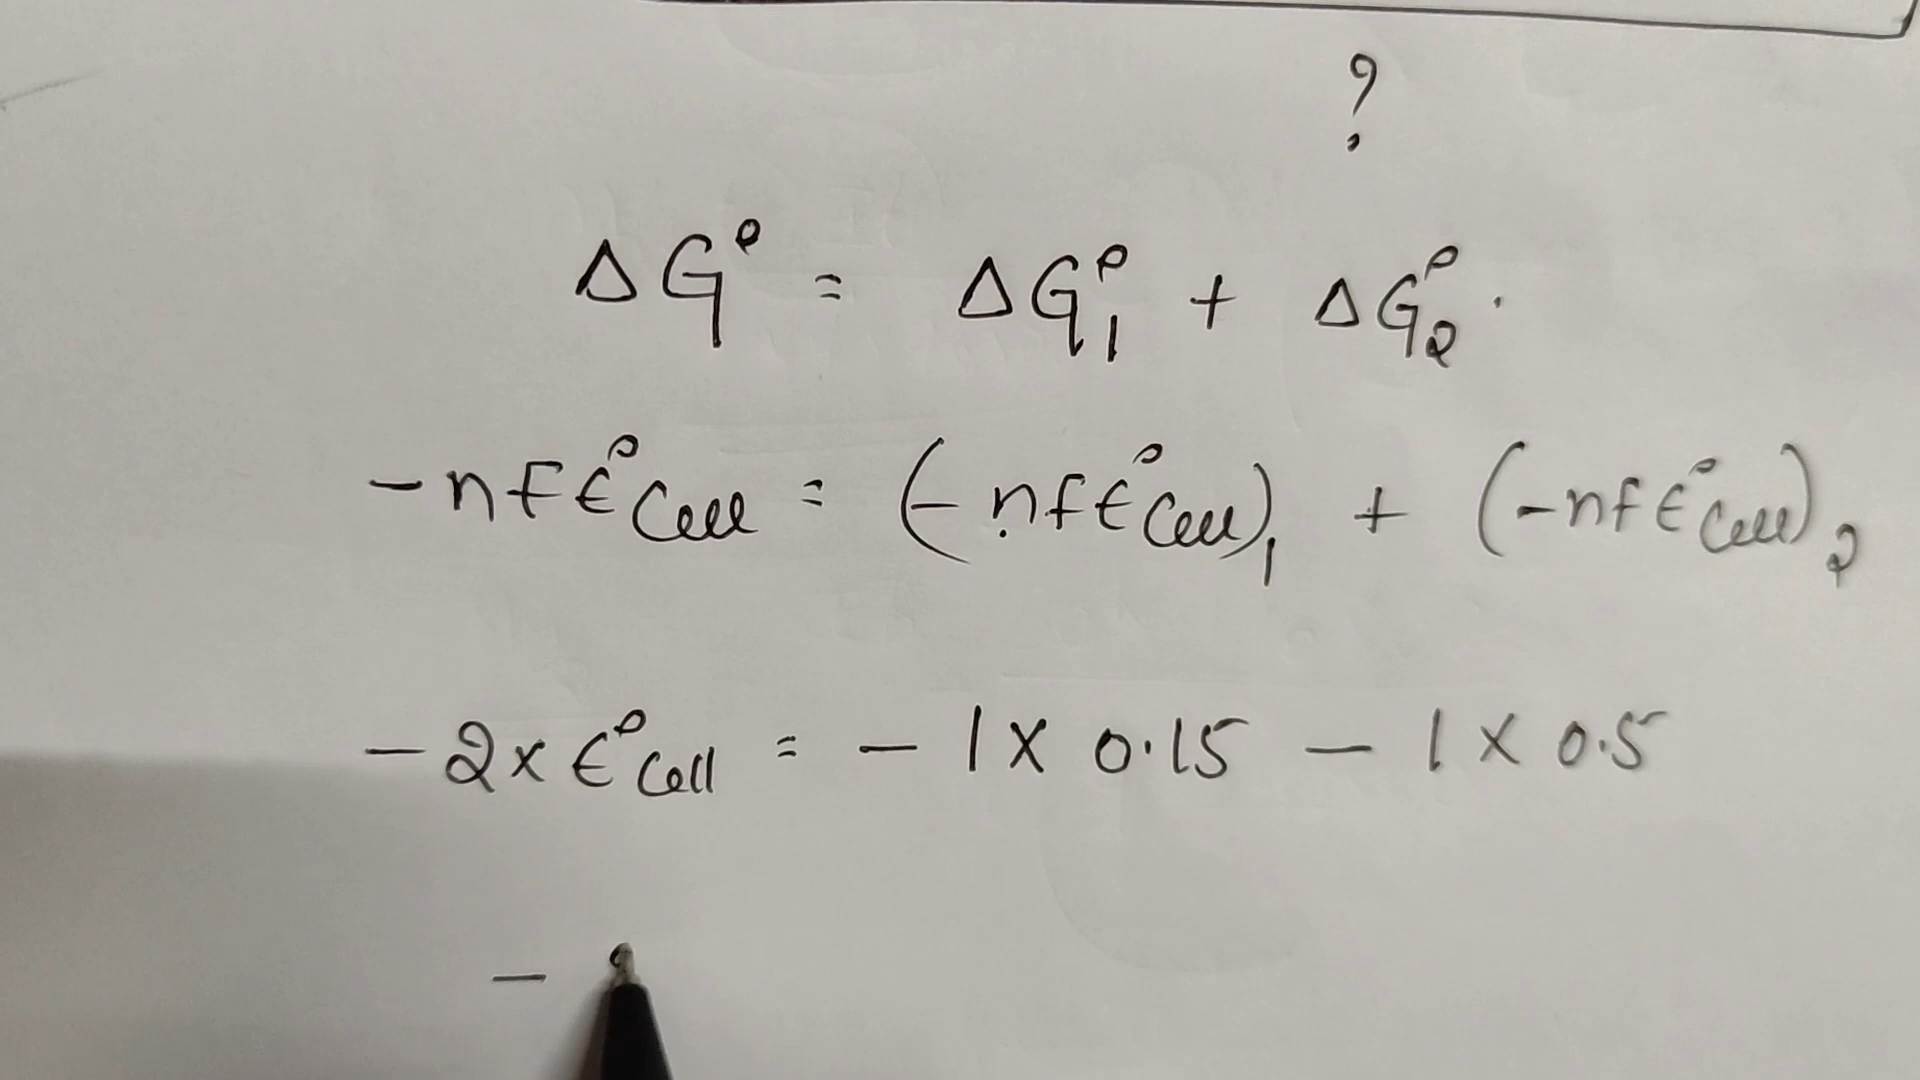 ?
ΔG° = ΔG°₁ + ΔG°₂ .
-nFE°cell = (-nFE°cell)₁ + (-nFE°cell)₂
-2x E°cell = - 1 X 0.15 - 1 X 0.5
-